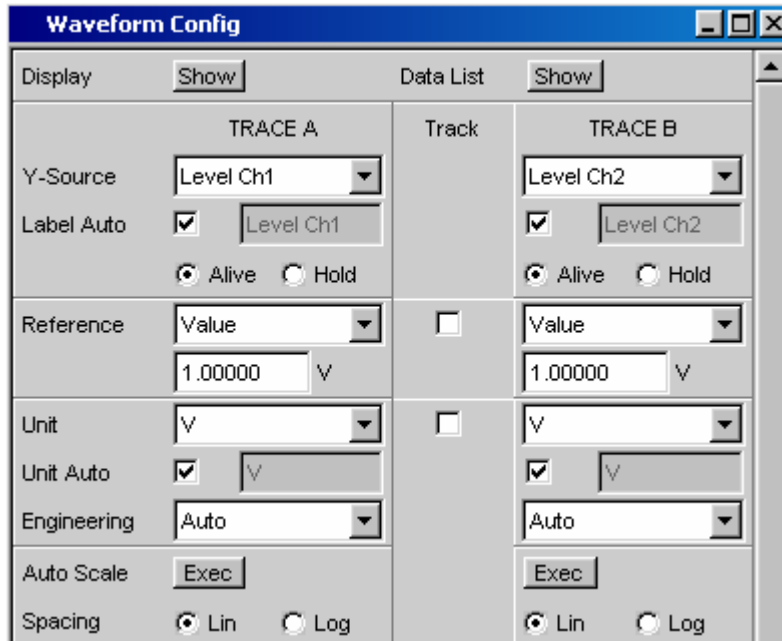 Waveform Config
Display Show Data List Show
TRACE A Track TRACE B
Y-Source Level Ch1 Level Ch2
Label Auto Level Ch1 Level Ch2
Alive Hold Alive Hold
Reference Value Value
1.00000 V 1.00000 V
Unit V V
Unit Auto V V
Engineering Auto Auto
Auto Scale Exec Exec
Spacing Lin Log Lin Log